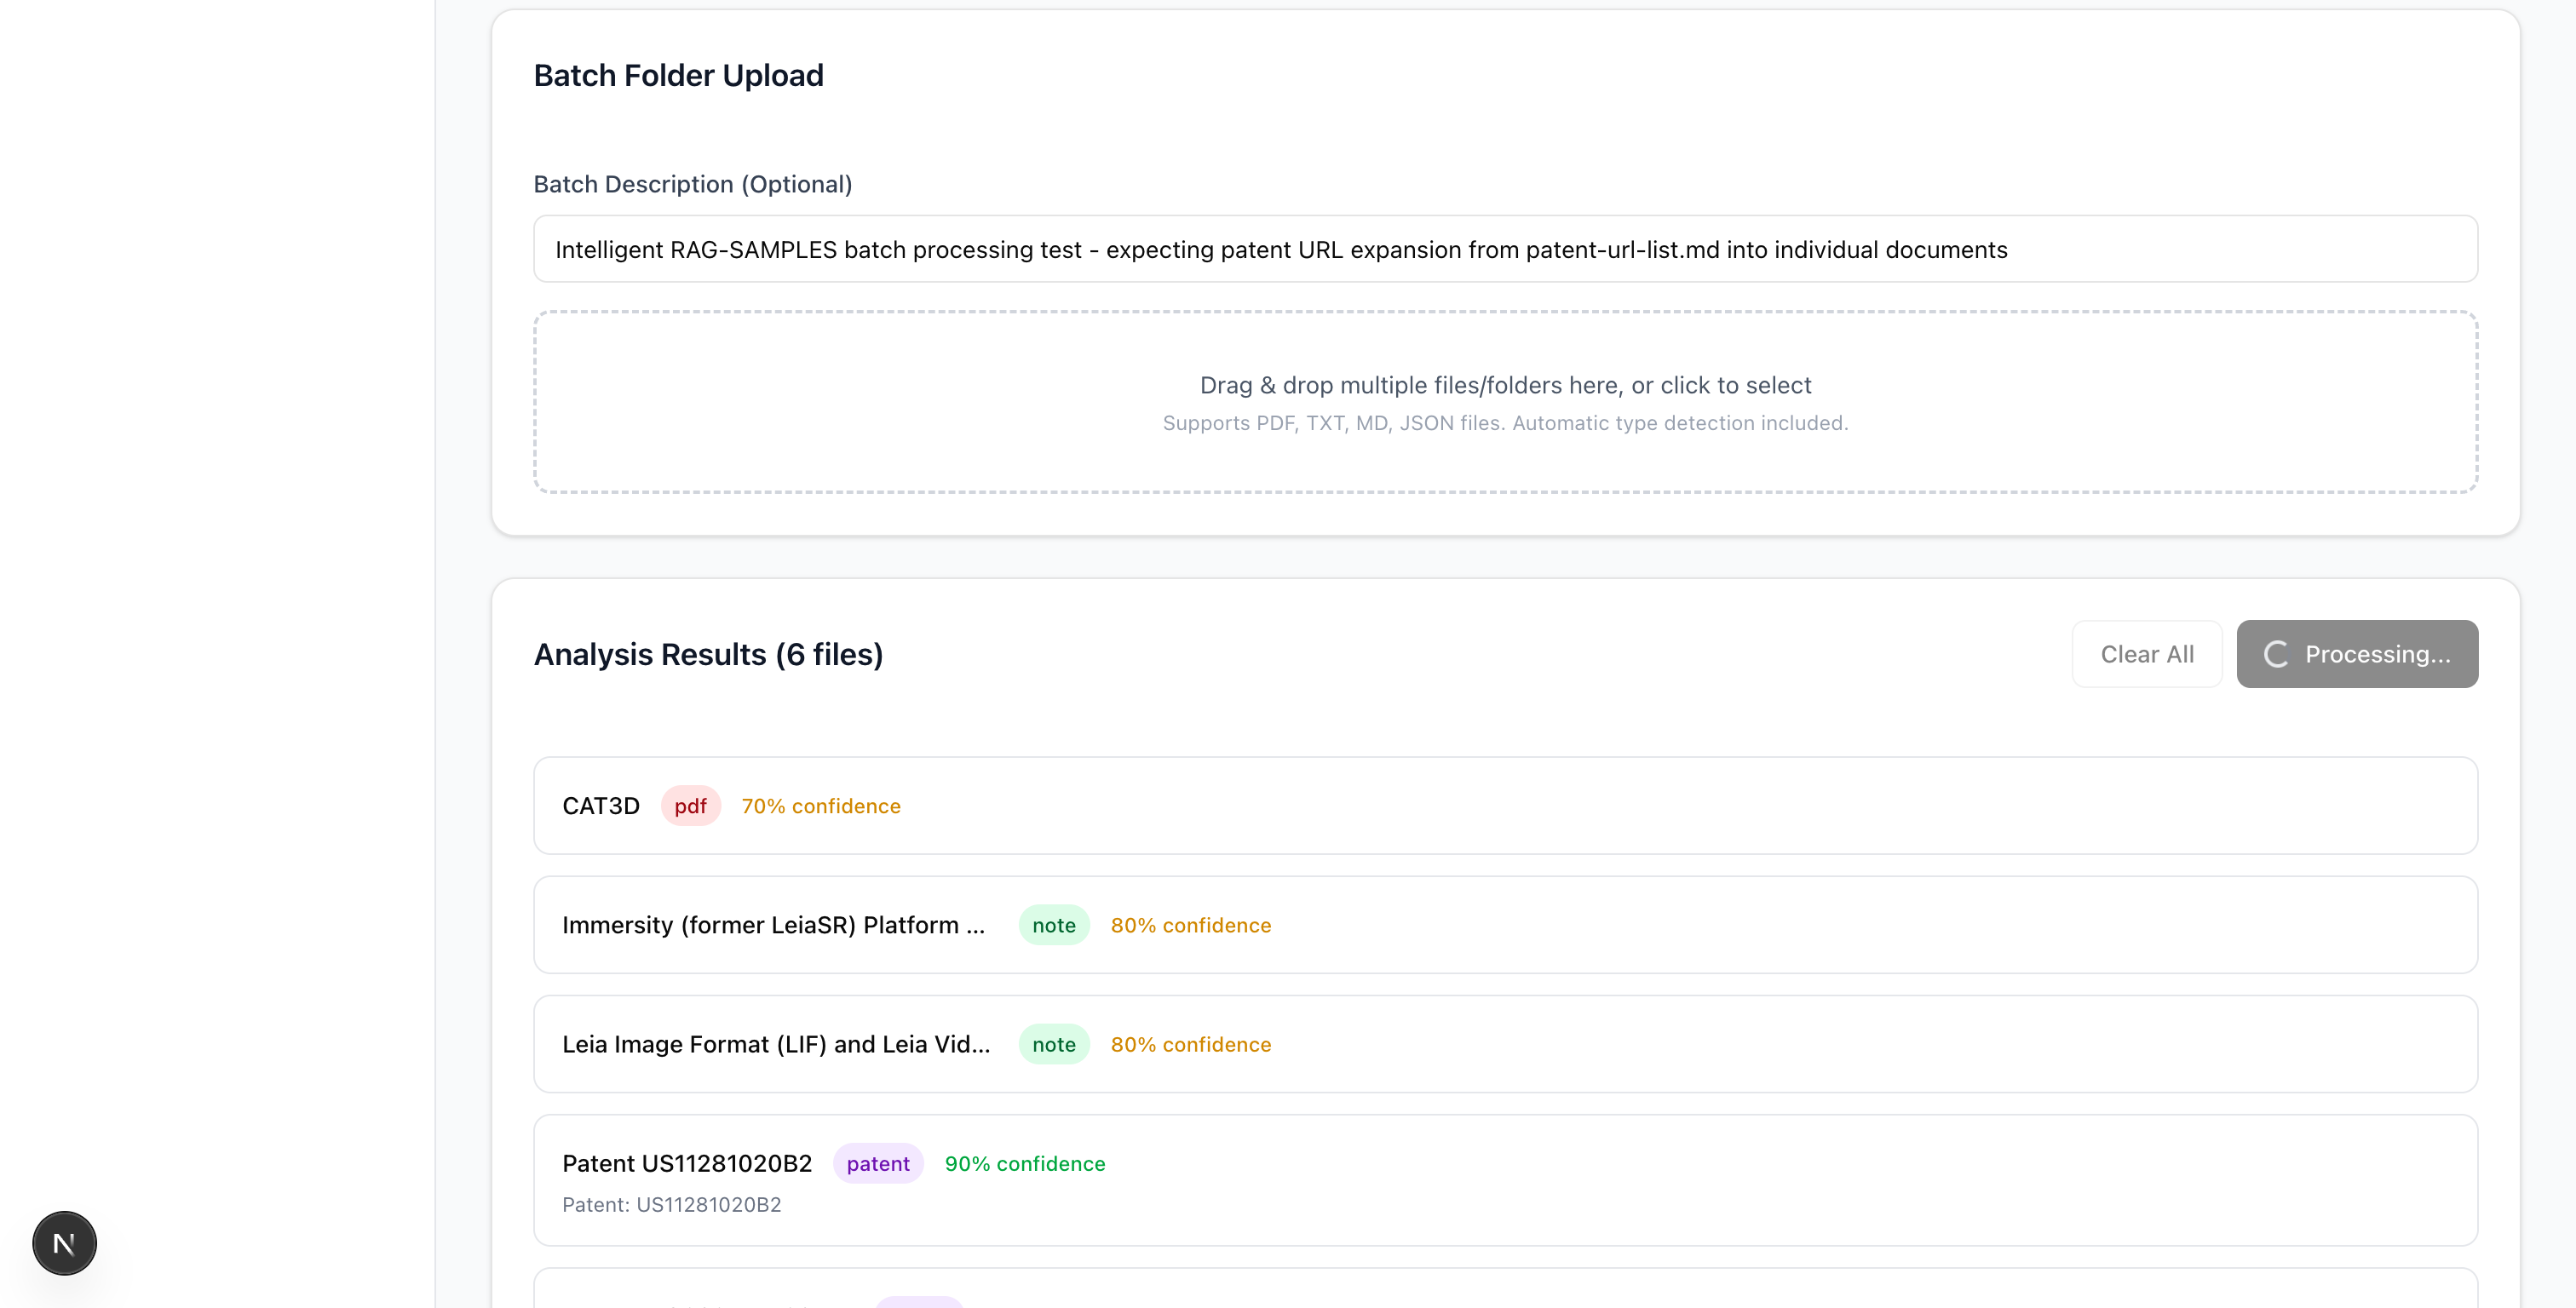 Batch Folder Upload
Batch Description (Optional)
Intelligent RAG-SAMPLES batch processing test - expecting patent URL expansion from patent-url-list.md into individual documents
Drag & drop multiple files/folders here, or click to select
Supports PDF, TXT, MD, JSON files. Automatic type detection included.
Analysis Results (6 files)
Clear All
Processing...
CAT3D pdf 70% confidence
Immersity (former LeiaSR) Platform ... note 80% confidence
Leia Image Format (LIF) and Leia Vid... note 80% confidence
Patent US11281020B2 patent 90% confidence
Patent: US11281020B2
N